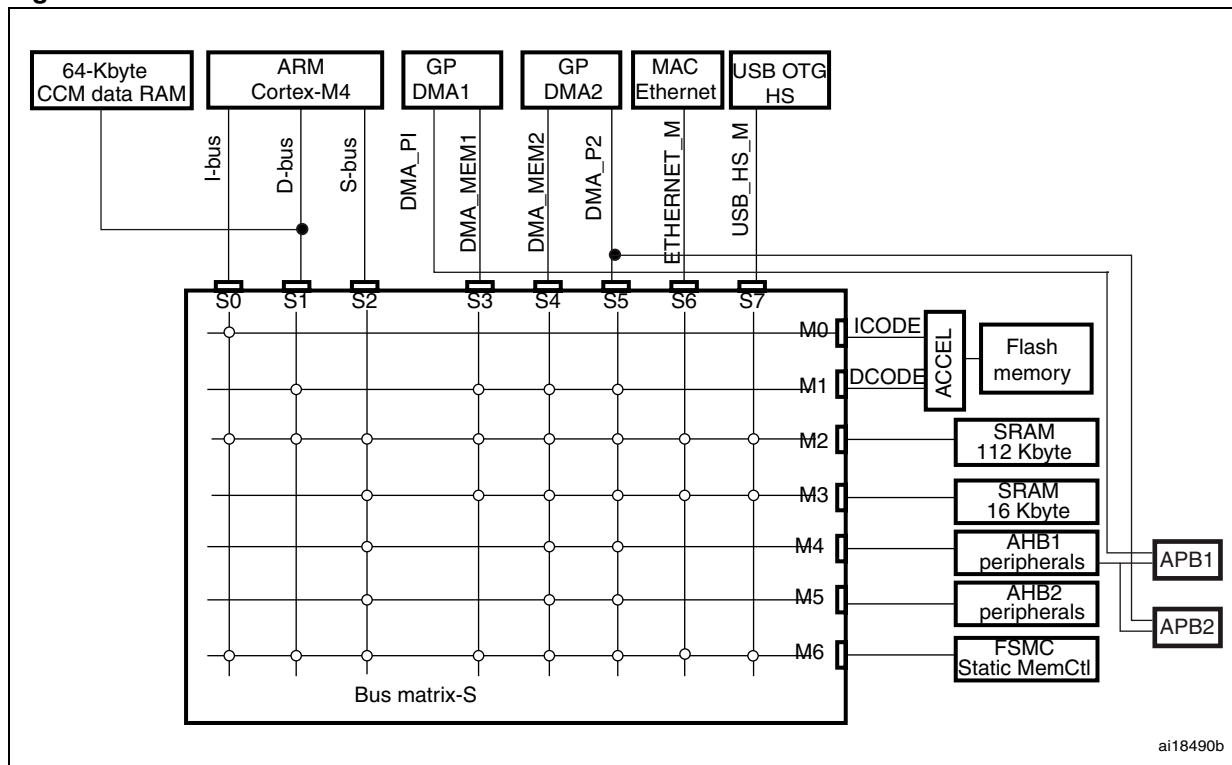 64-Kbyte
CCM data RAM
ARM
Cortex-M4
GP
DMA1
GP
DMA2
MAC
Ethernet
USB OTG
HS
I-bus
D-bus
S-bus
DMA_PI
DMA_MEM1
DMA_MEM2
DMA_P2
ETHERNET_M
USB_HS_M
S0
S1
S2
S3
S4
S5
S6
S7
M0
ICODE
M1
DCODE
ACCEL
Flash
memory
M2
SRAM
112 Kbyte
M3
SRAM
16 Kbyte
M4
AHB1
peripherals
APB1
M5
AHB2
peripherals
APB2
M6
FSMC
Static MemCtl
Bus matrix-S
ai18490b